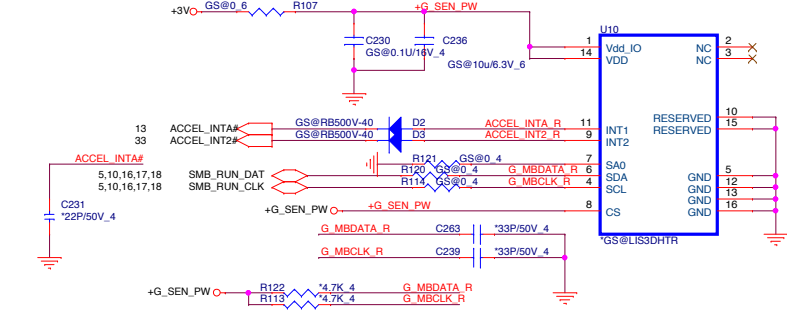 +3V GS@0_6 R107 +G_SEN_PW
U10
C230 C236
GS@0.1U/16V_4
GS@10u/6.3V_6
1 Vdd_IO NC 2
14 VDD NC 3
RESERVED 10
RESERVED 15
13 ACCEL_INTA# GS@RB500V-40 D2 ACCEL_INTA_R 11 INT1
33 ACCEL_INT2# GS@RB500V-40 D3 ACCEL_INT2_R 9 INT2
ACCEL_INTA#
R121 GS@0_4 7 SA0
5,10,16,17,18 SMB_RUN_DAT R120 GS@0_4 G_MBDATA_R 6 SDA GND 5
5,10,16,17,18 SMB_RUN_CLK R114 GS@0_4 G_MBCLK_R 4 SCL GND 12
GND 13
C231
*22P/50V_4
+G_SEN_PW +G_SEN_PW 8 CS GND 16
G_MBDATA_R C263 *33P/50V_4
*GS@LIS3DHTR
G_MBCLK_R C239 *33P/50V_4
+G_SEN_PW R122 *4.7K_4 G_MBDATA_R
R113 *4.7K_4 G_MBCLK_R